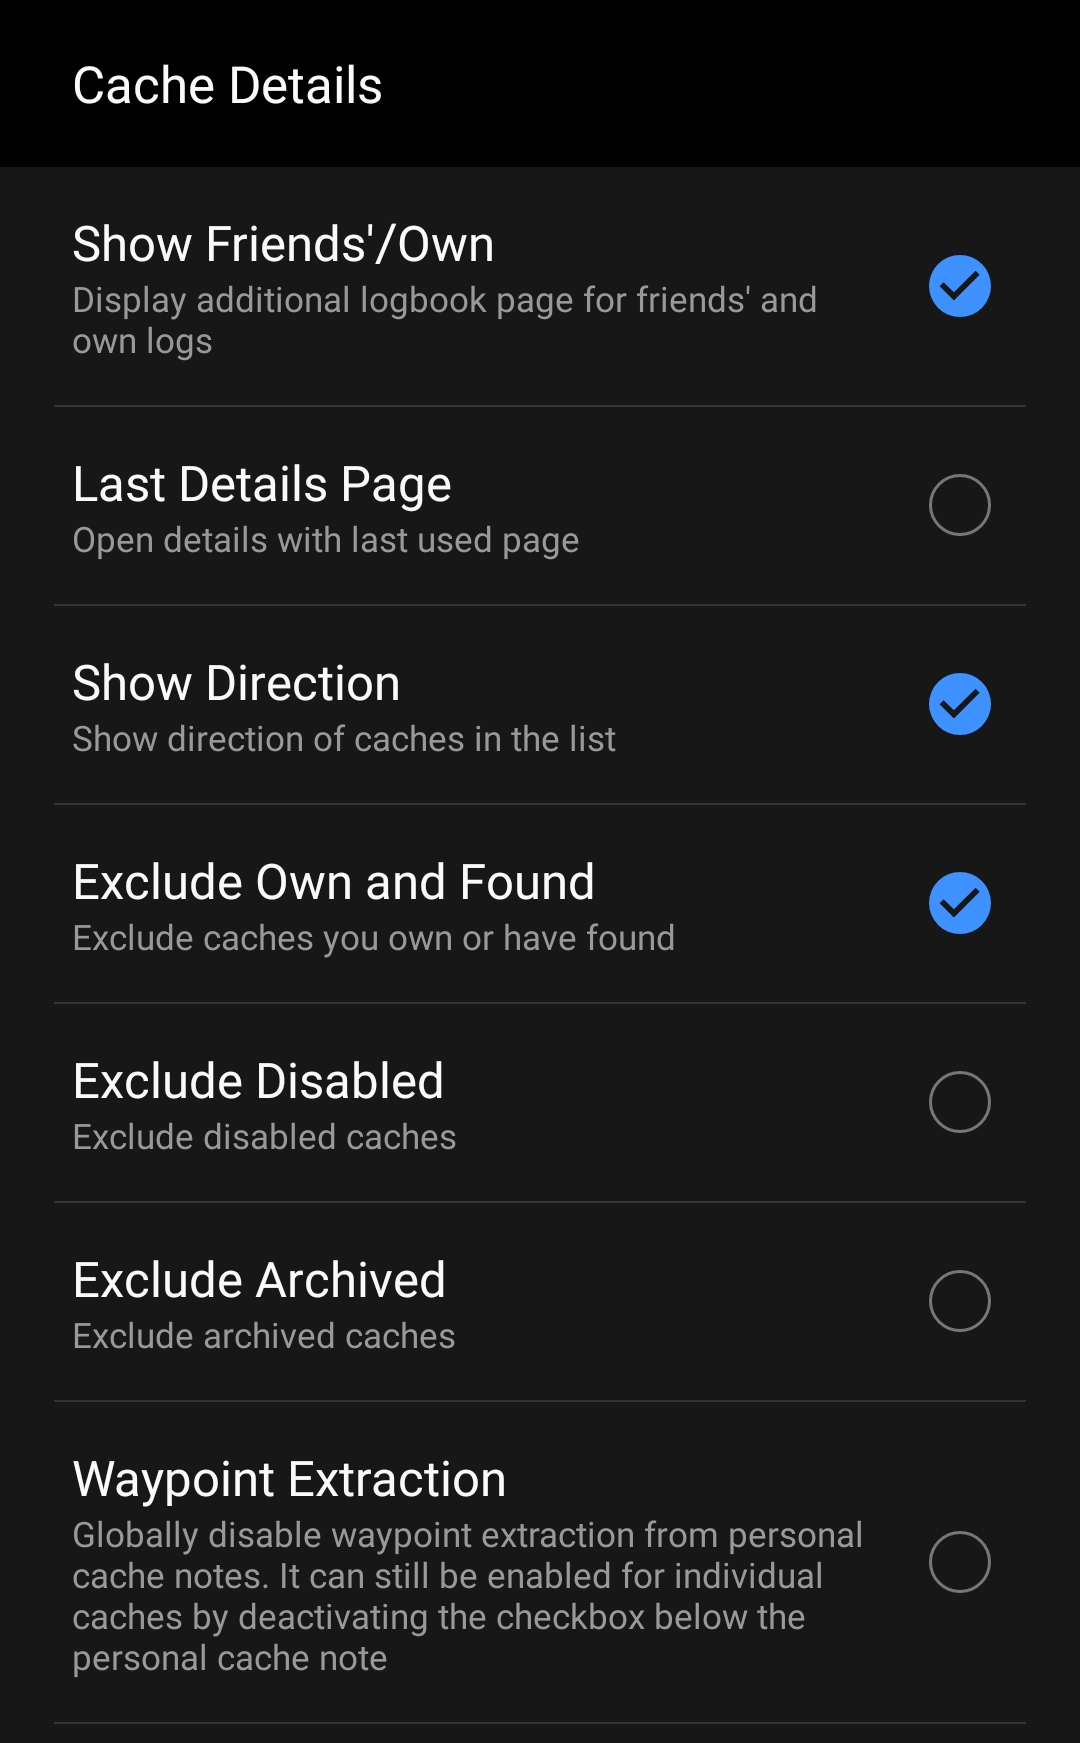 Cache Details
Show Friends'/Own
Display additional logbook page for friends' and
own logs
Last Details Page
Open details with last used page
Show Direction
Show direction of caches in the list
Exclude Own and Found
Exclude caches you own or have found
Exclude Disabled
Exclude disabled caches
Exclude Archived
Exclude archived caches
Waypoint Extraction
Globally disable waypoint extraction from personal
cache notes. It can still be enabled for individual
caches by deactivating the checkbox below the
personal cache note